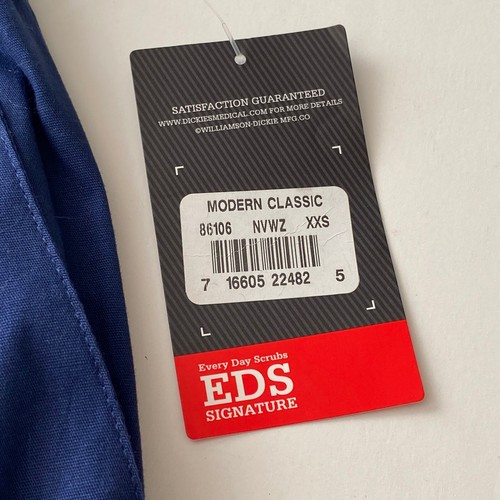 SATISFACTION GUARANTEED
WWW.DICKIESMEDICAL.COM FOR MORE DETAILS
©WILLIAMSON-DICKIE MFG.CO
MODERN CLASSIC
86106 NVWZ XXS
7 16605 22482 5
Every Day Scrubs
EDS
SIGNATURE